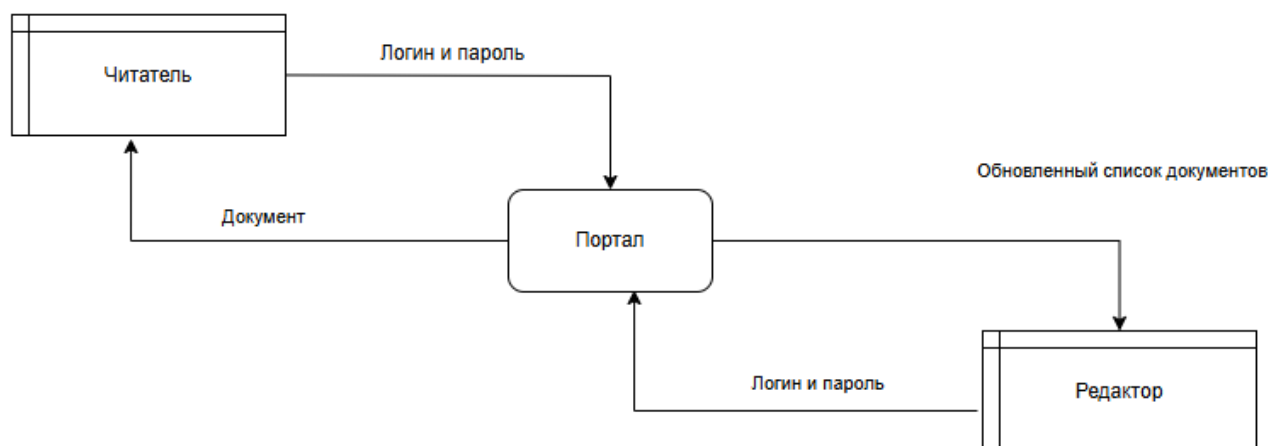 Логин и пароль
Читатель
Обновленный список документов
Документ
Портал
Логин и пароль
Редактор